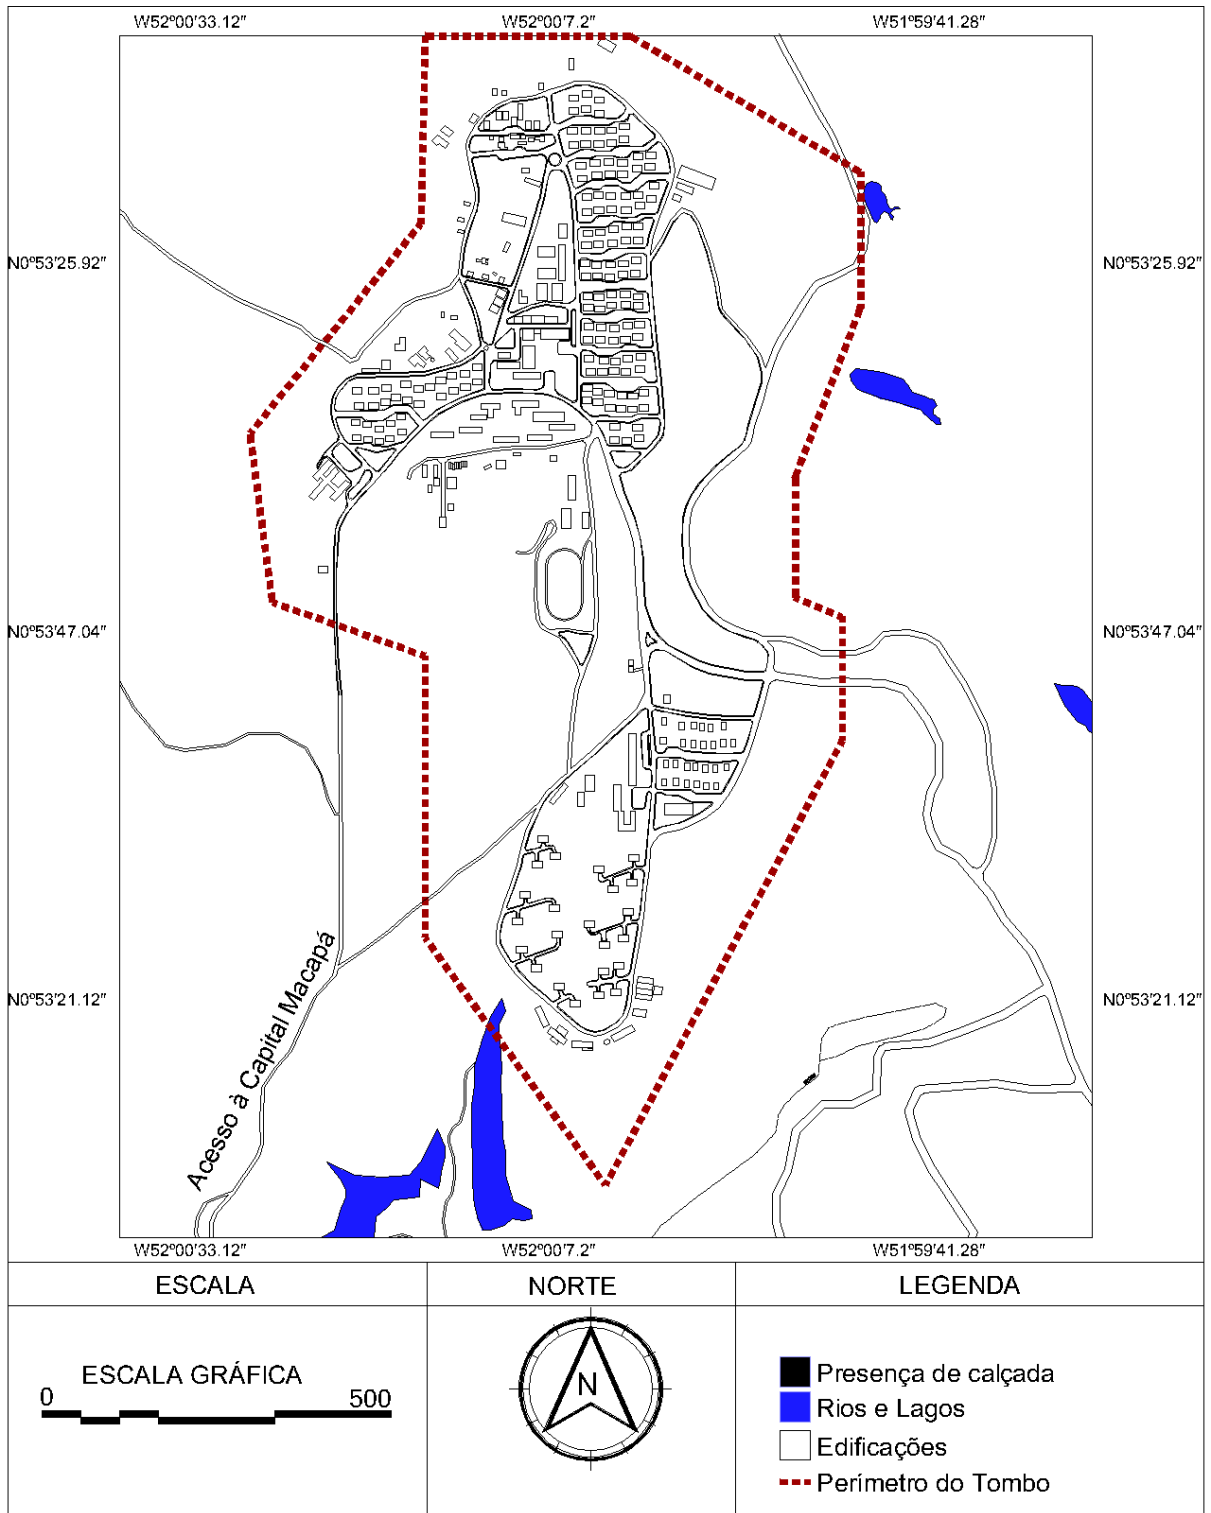 W52º00'33.12"
W52º00'7.2"
W51º59'41.28"
N0º53'25.92"
N0º53'25.92"
N0º53'47.04"
N0º53'47.04"
N0º53'21.12"
N0º53'21.12"
Acesso à Capital Macapá
W52º00'33.12"
W52º00'7.2"
W51º59'41.28"
ESCALA
NORTE
LEGENDA
ESCALA GRÁFICA
0
500
N
Presença de calçada
Rios e Lagos
Edificações
Perímetro do Tombo